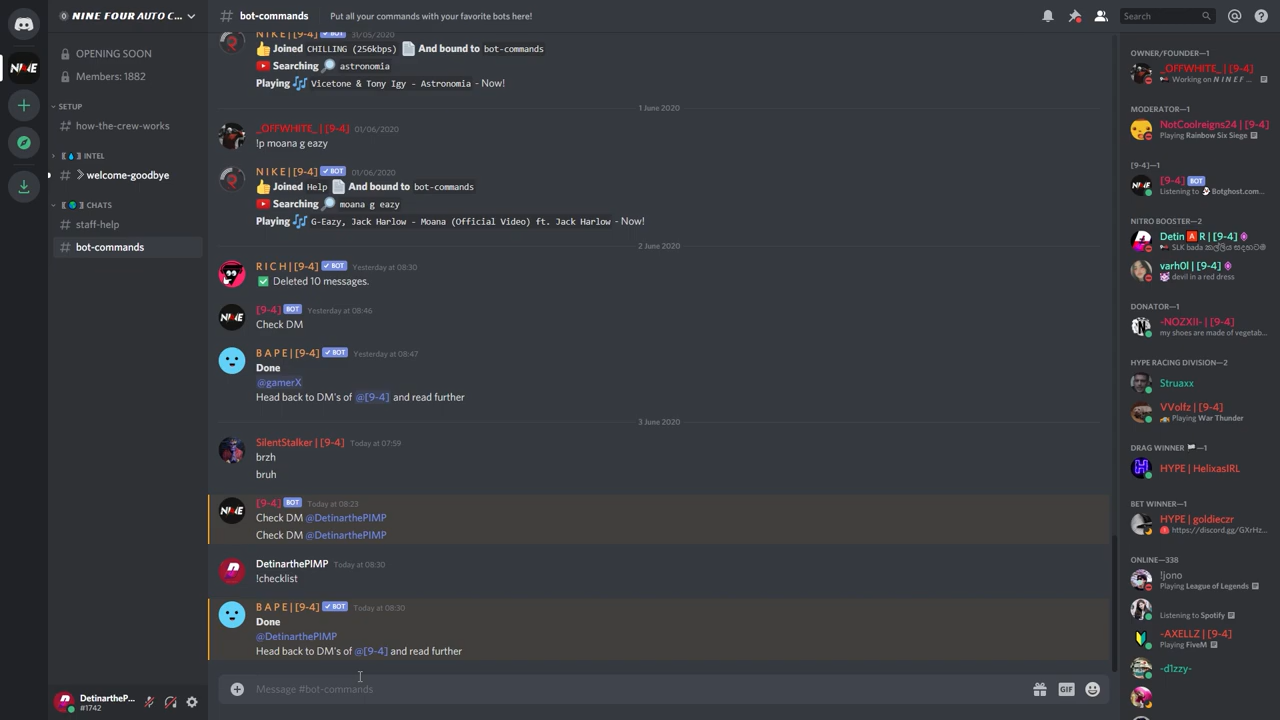 NINE FOUR AUTO C...
# bot-commands
Put all your commands with your favorite bots here!
Search
OPENING SOON
Members: 1882
SETUP
# how-the-crew-works
INTEL
# welcome-goodbye
CHATS
# staff-help
# bot-commands
DetinartheP...
#1742
N I K E | [9-4] BOT 31/05/2020
Joined CHILLING (256kbps) And bound to bot-commands
Searching astronomia
Playing Vicetone & Tony Igy - Astronomia - Now!
1 June 2020
_OFFWHITE_ | [9-4] 01/06/2020
!p moana g eazy
N I K E | [9-4] BOT 01/06/2020
Joined Help And bound to bot-commands
Searching moana g eazy
Playing G-Eazy, Jack Harlow - Moana (Official Video) ft. Jack Harlow - Now!
2 June 2020
R I C H | [9-4] BOT Yesterday at 08:30
Deleted 10 messages.
[9-4] BOT Yesterday at 08:46
Check DM
B A P E | [9-4] BOT Yesterday at 08:47
Done
@gamerX
Head back to DM's of @[9-4] and read further
3 June 2020
SilentStalker | [9-4] Today at 07:59
brzh
bruh
[9-4] BOT Today at 08:23
Check DM @DetinarthePIMP
Check DM @DetinarthePIMP
DetinarthePIMP Today at 08:30
!checklist
B A P E | [9-4] BOT Today at 08:30
Done
@DetinarthePIMP
Head back to DM's of @[9-4] and read further
Message #bot-commands
GIF
OWNER/FOUNDER—1
_OFFWHITE_ | [9-4]
Working on N I N E F ...
MODERATOR—1
NotCoolreigns24 | [9-4]
Playing Rainbow Six Siege
[9-4]—1
[9-4] BOT
Listening to Botghost.com...
NITRO BOOSTER—2
Detin A R | [9-4]
SLK bada
varh0l | [9-4]
devil in a red dress
DONATOR—1
-NOZXII- | [9-4]
my shoes are made of vegetab...
HYPE RACING DIVISION—2
Struaxx
VVolfz | [9-4]
Playing War Thunder
DRAG WINNER—1
HYPE | HelixasIRL
BET WINNER—1
HYPE | goldieczr
https://discord.gg/GXrHz...
ONLINE—338
!jono
Playing League of Legends
Listening to Spotify
-AXELLZ | [9-4]
Playing FiveM
-d1zzy-